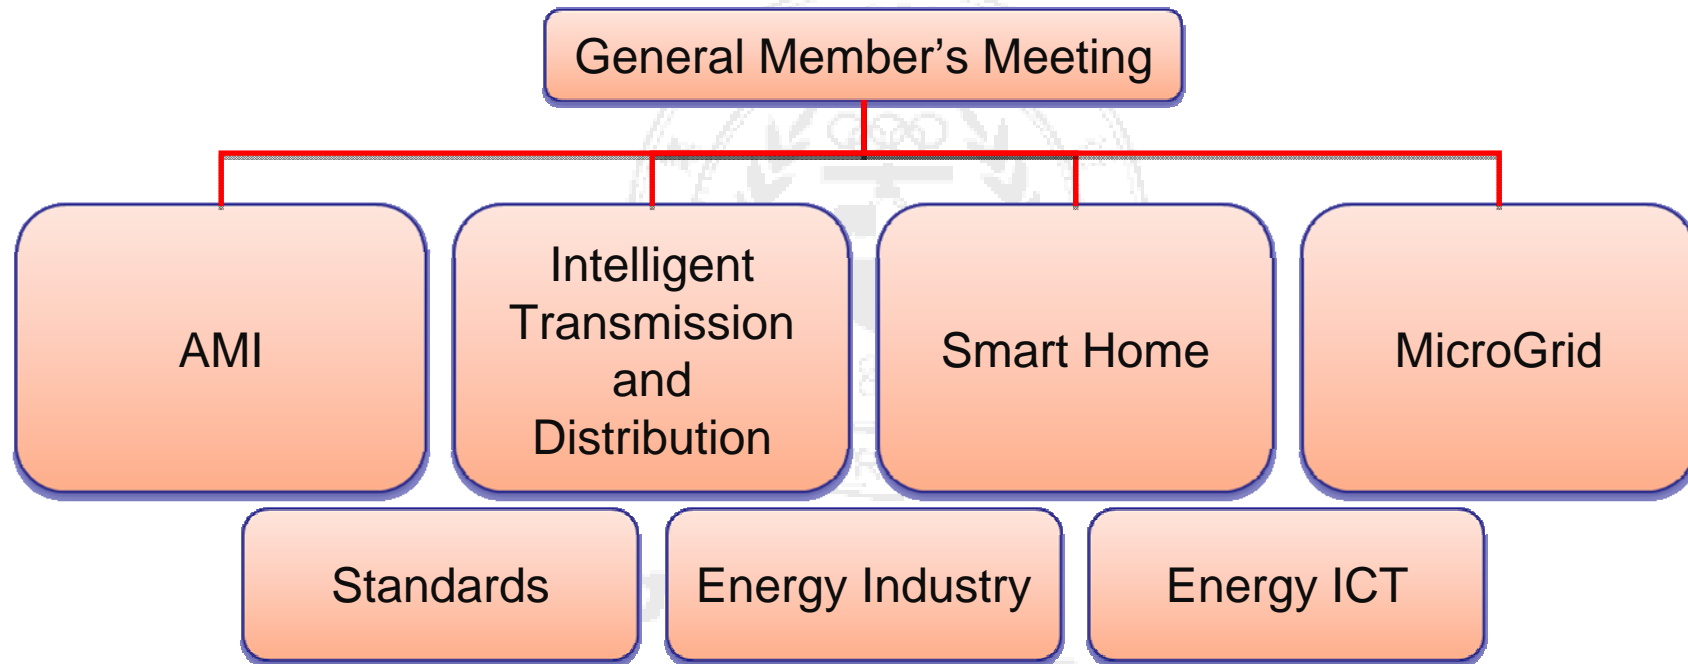 General Member's Meeting
AMI
Intelligent
Transmission
and
Distribution
Smart Home
MicroGrid
Standards
Energy Industry
Energy ICT